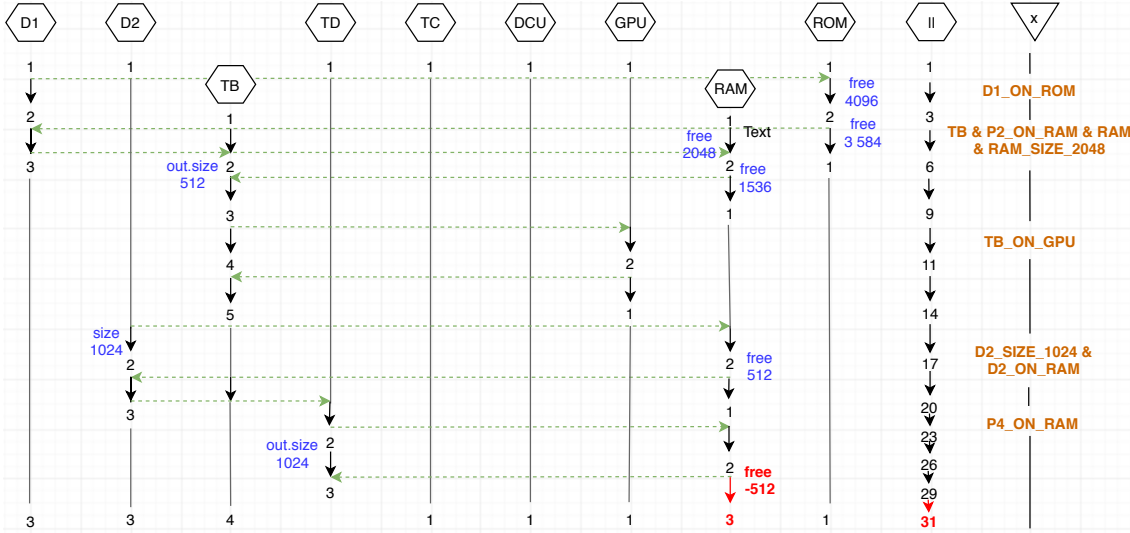 D1 D2 TD TC DCU GPU ROM II x
1 1 1 1 1 1 1 1
TB RAM free
4096
D1_ON_ROM
2 1 1 Text 2 3
free
2048
free
3 584
TB & P2_ON_RAM & RAM
& RAM_SIZE_2048
3 out.size
512
2 2 free
1536
1 6
3 1 9
TB_ON_GPU
4 2 11
5 1 14
size
1024
2 2 free
512
17 D2_SIZE_1024 &
D2_ON_RAM
3 1 20
P4_ON_RAM
out.size
1024
2 23
2 free
-512
26
3 29
3 3 4 1 1 1 3 1 31